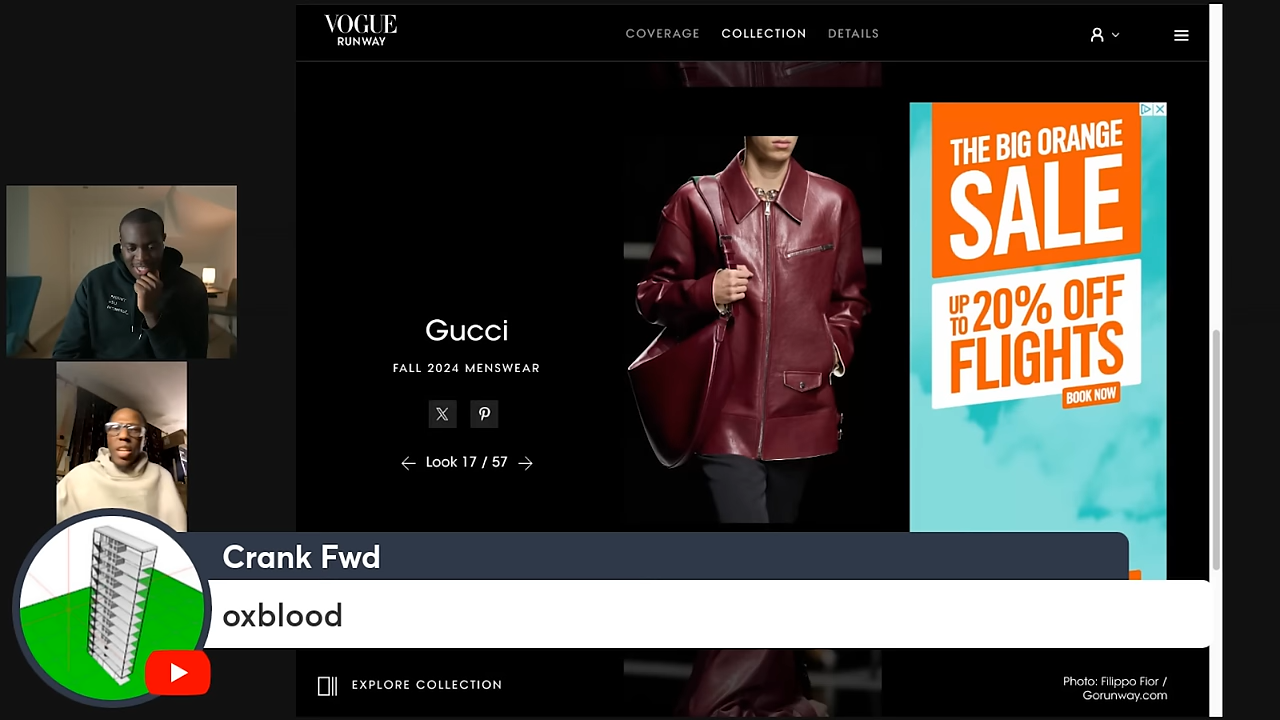 VOGUE
RUNWAY
COVERAGE
COLLECTION
DETAILS
THE BIG ORANGE
SALE
UP
TO
20% OFF
FLIGHTS
BOOK NOW
Gucci
FALL 2024 MENSWEAR
Look 17 / 57
Crank Fwd
oxblood
EXPLORE COLLECTION
Photo: Filippo Fior /
Gorunway.com